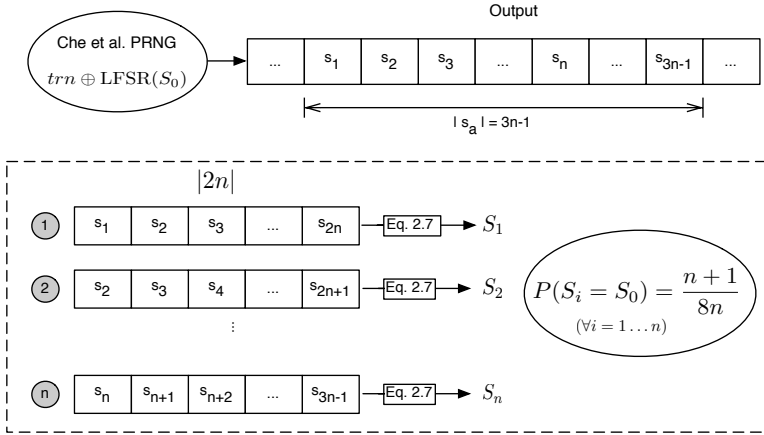 Output
Che et al. PRNG
trn ⊕ LFSR(S₀)
... s₁ s₂ s₃ ... sₙ ... s₃ₙ₋₁ ...
| sₐ | = 3n-1
|2n|
1 s₁ s₂ s₃ ... s₂ₙ Eq. 2.7 S₁
2 s₂ s₃ s₄ ... s₂ₙ₊₁ Eq. 2.7 S₂
⋮
n sₙ sₙ₊₁ sₙ₊₂ ... s₃ₙ₋₁ Eq. 2.7 Sₙ
P(Sᵢ = S₀) = (n + 1)/(8n)
(∀i = 1 . . . n)